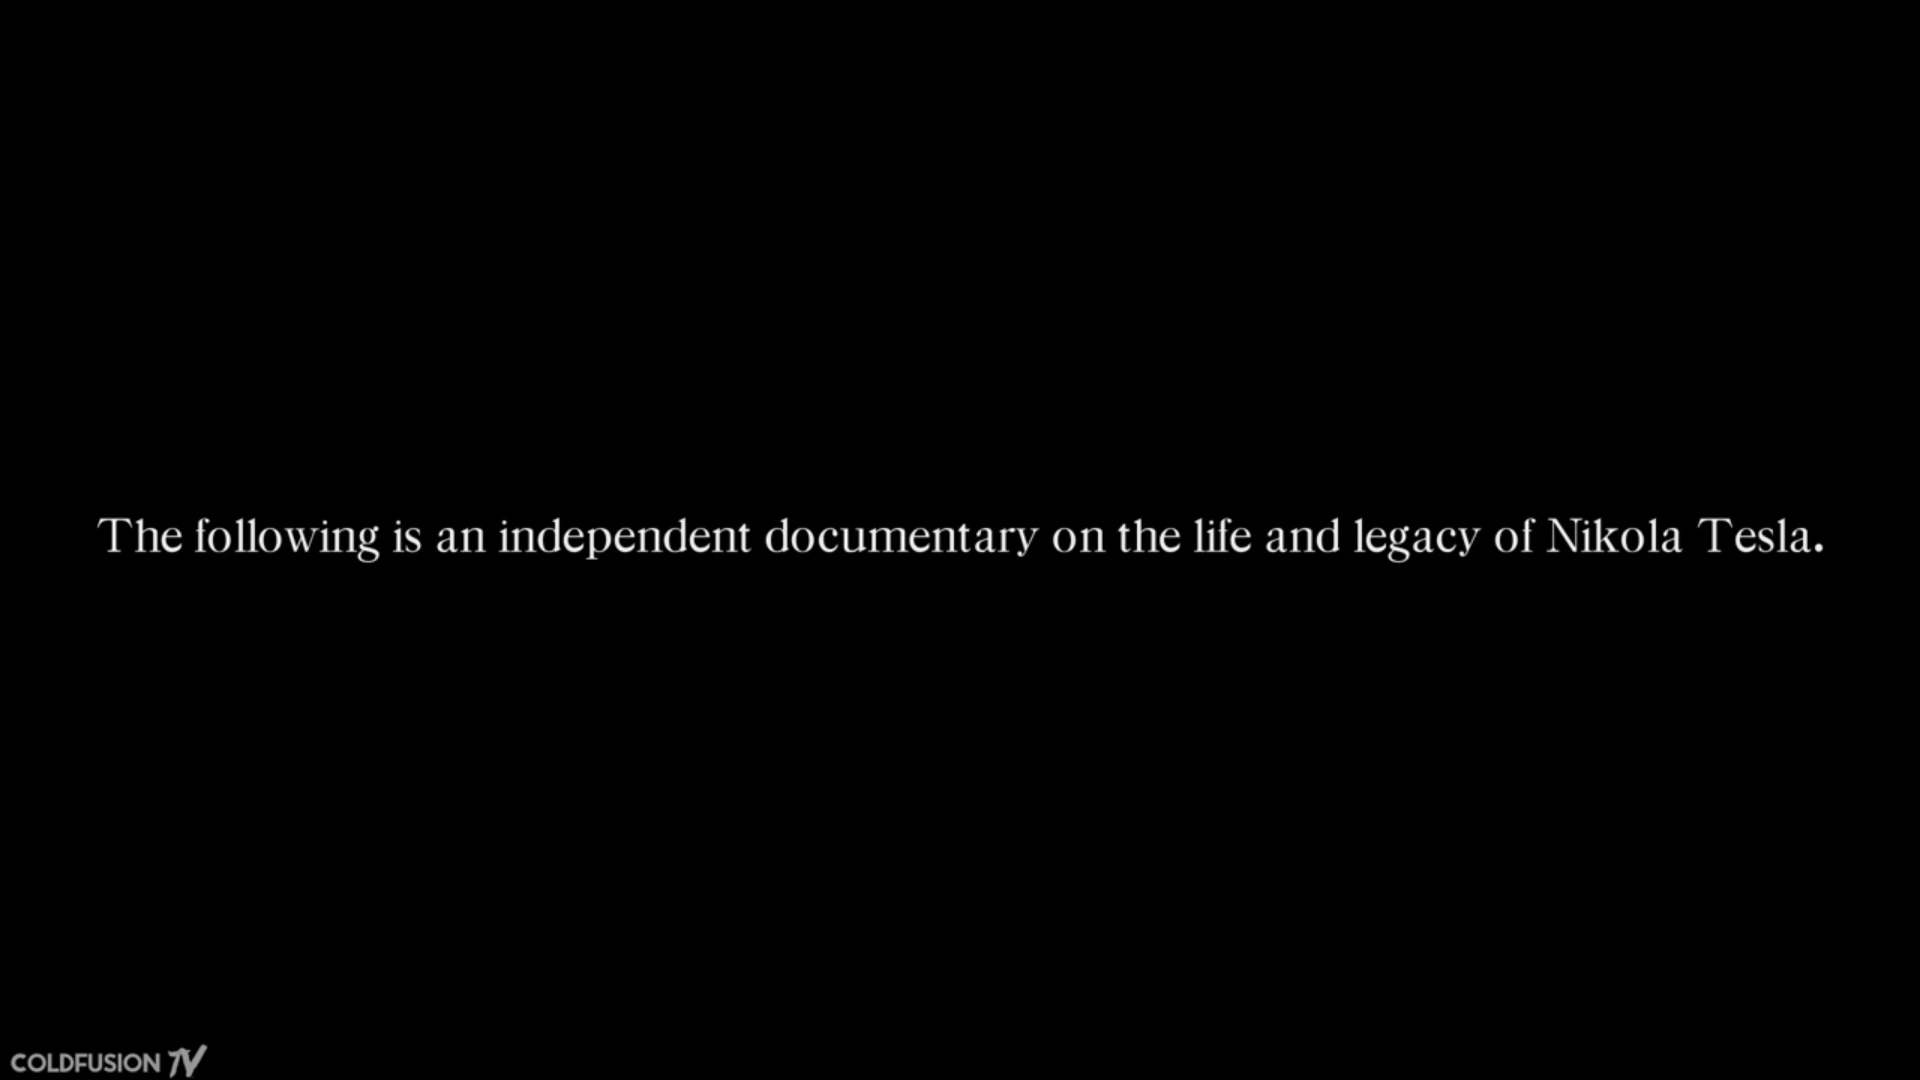 The following is an independent documentary on the life and legacy of Nikola Tesla.
COLDFUSION TV